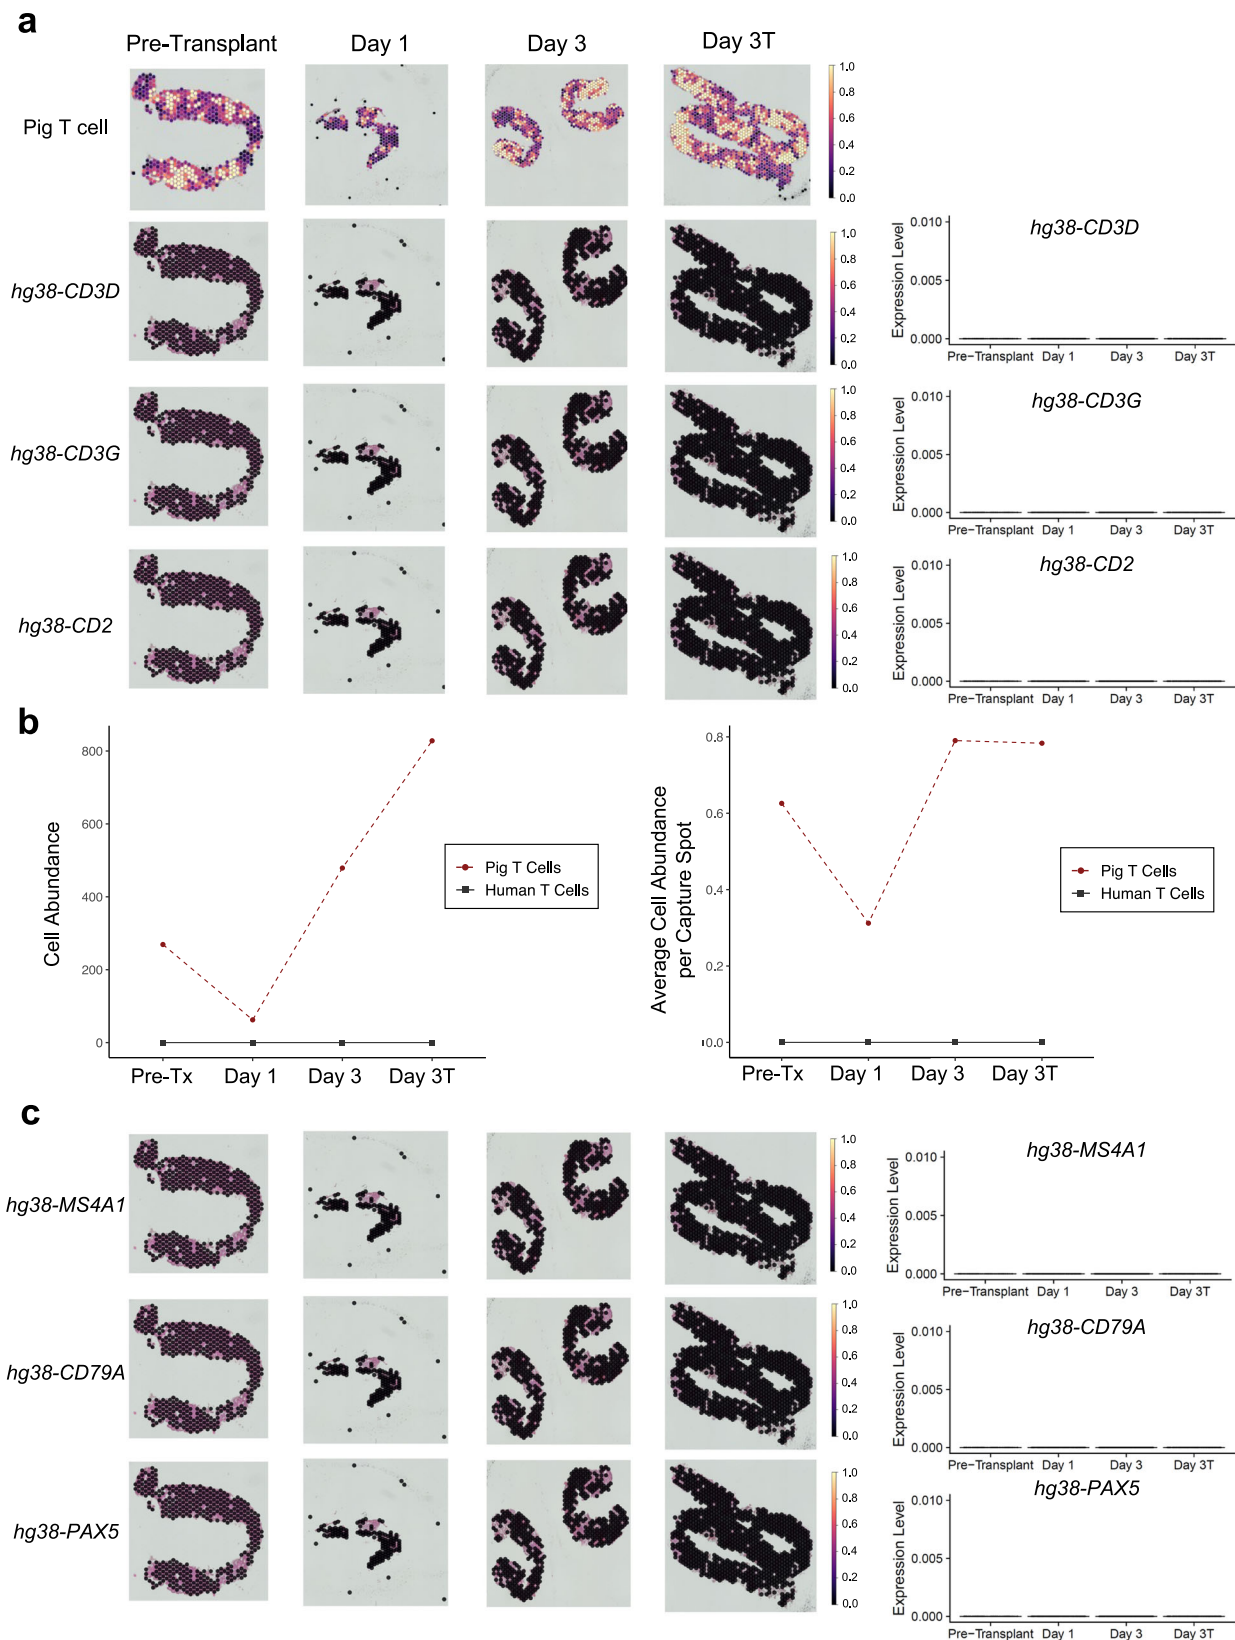 a
Pre-Transplant Day 1 Day 3 Day 3T
Pig T cell
1.0
0.8
0.6
0.4
0.2
0.0
hg38-CD3D
1.0
0.8
0.6
0.4
0.2
0.0
hg38-CD3D
Expression Level
0.010
0.005
0.000
Pre-Transplant Day 1 Day 3 Day 3T
hg38-CD3G
1.0
0.8
0.6
0.4
0.2
0.0
hg38-CD3G
Expression Level
0.010
0.005
0.000
Pre-Transplant Day 1 Day 3 Day 3T
hg38-CD2
1.0
0.8
0.6
0.4
0.2
0.0
hg38-CD2
Expression Level
0.010
0.005
0.000
Pre-Transplant Day 1 Day 3 Day 3T
b
Cell Abundance
800
600
400
200
0
Pre-Tx Day 1 Day 3 Day 3T
Pig T Cells
Human T Cells
Average Cell Abundance
per Capture Spot
0.8
0.6
0.4
0.2
0.0
Pre-Tx Day 1 Day 3 Day 3T
Pig T Cells
Human T Cells
c
hg38-MS4A1
1.0
0.8
0.6
0.4
0.2
0.0
hg38-MS4A1
Expression Level
0.010
0.005
0.000
Pre-Transplant Day 1 Day 3 Day 3T
hg38-CD79A
1.0
0.8
0.6
0.4
0.2
0.0
hg38-CD79A
Expression Level
0.010
0.005
0.000
Pre-Transplant Day 1 Day 3 Day 3T
hg38-PAX5
1.0
0.8
0.6
0.4
0.2
0.0
hg38-PAX5
Expression Level
0.010
0.005
0.000
Pre-Transplant Day 1 Day 3 Day 3T